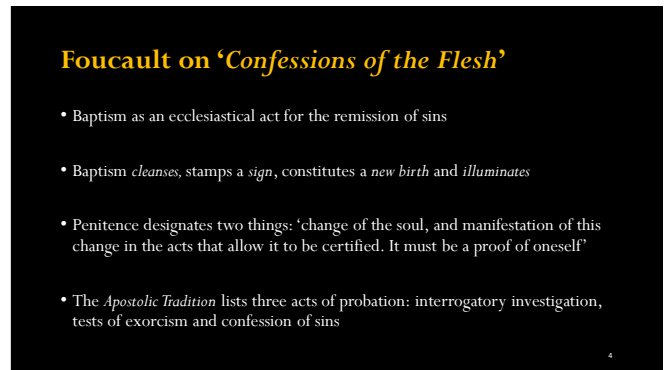 Foucault on ‘Confessions of the Flesh’
• Baptism as an ecclesiastical act for the remission of sins
• Baptism cleanses, stamps a sign, constitutes a new birth and illuminates
• Penitence designates two things: ‘change of the soul, and manifestation of this
change in the acts that allow it to be certified. It must be a proof of oneself’
• The Apostolic Tradition lists three acts of probation: interrogatory investigation,
tests of exorcism and confession of sins
4